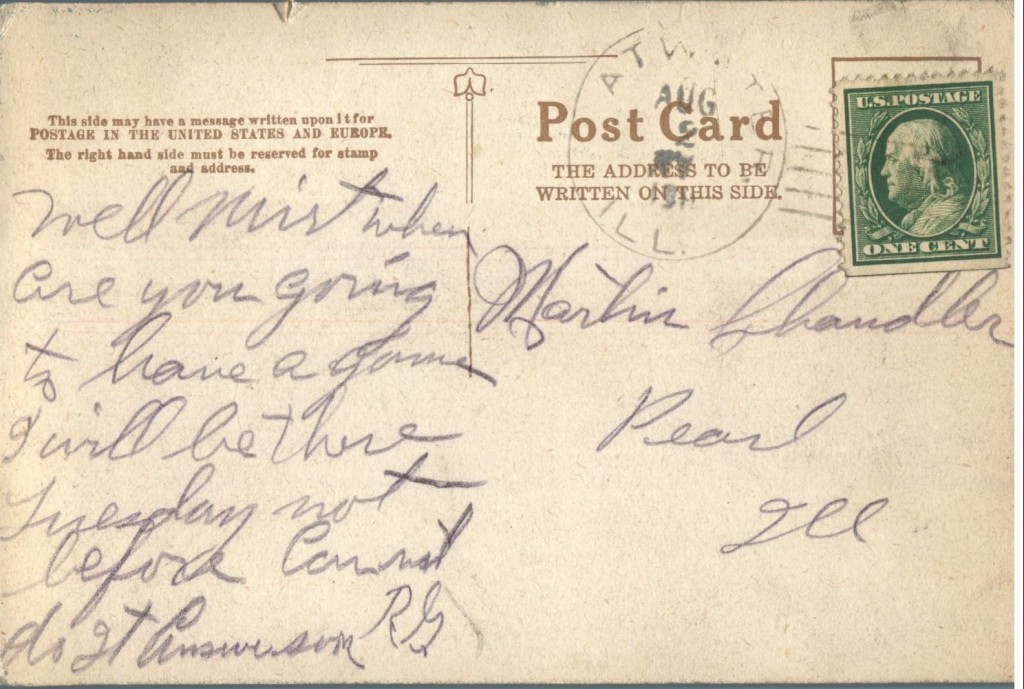 This side may have a message written upon it for
POSTAGE IN THE UNITED STATES AND EUROPE.
The right hand side must be reserved for stamp
and address.
Well Mist when
are you going
to have a game
I will be there
Tuesday not
before Cannot
do It Answer soon RG
Post Card
THE ADDRESS TO BE
WRITTEN ON THIS SIDE.
AUG
ILL.
U.S. POSTAGE
ONE CENT
Martin Chandler
Pearl
Ill